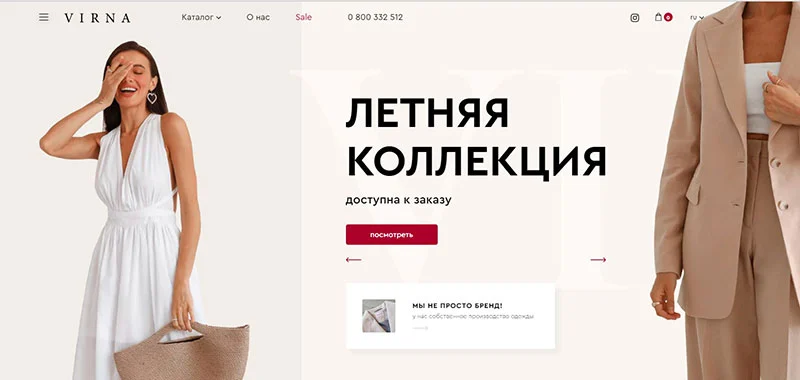 VIRNA
Каталог
О нас
Sale
0 800 332 512
0
ru
ЛЕТНЯЯ
КОЛЛЕКЦИЯ
доступна к заказу
посмотреть
МЫ НЕ ПРОСТО БРЕНД!
у нас собственное производство одежды